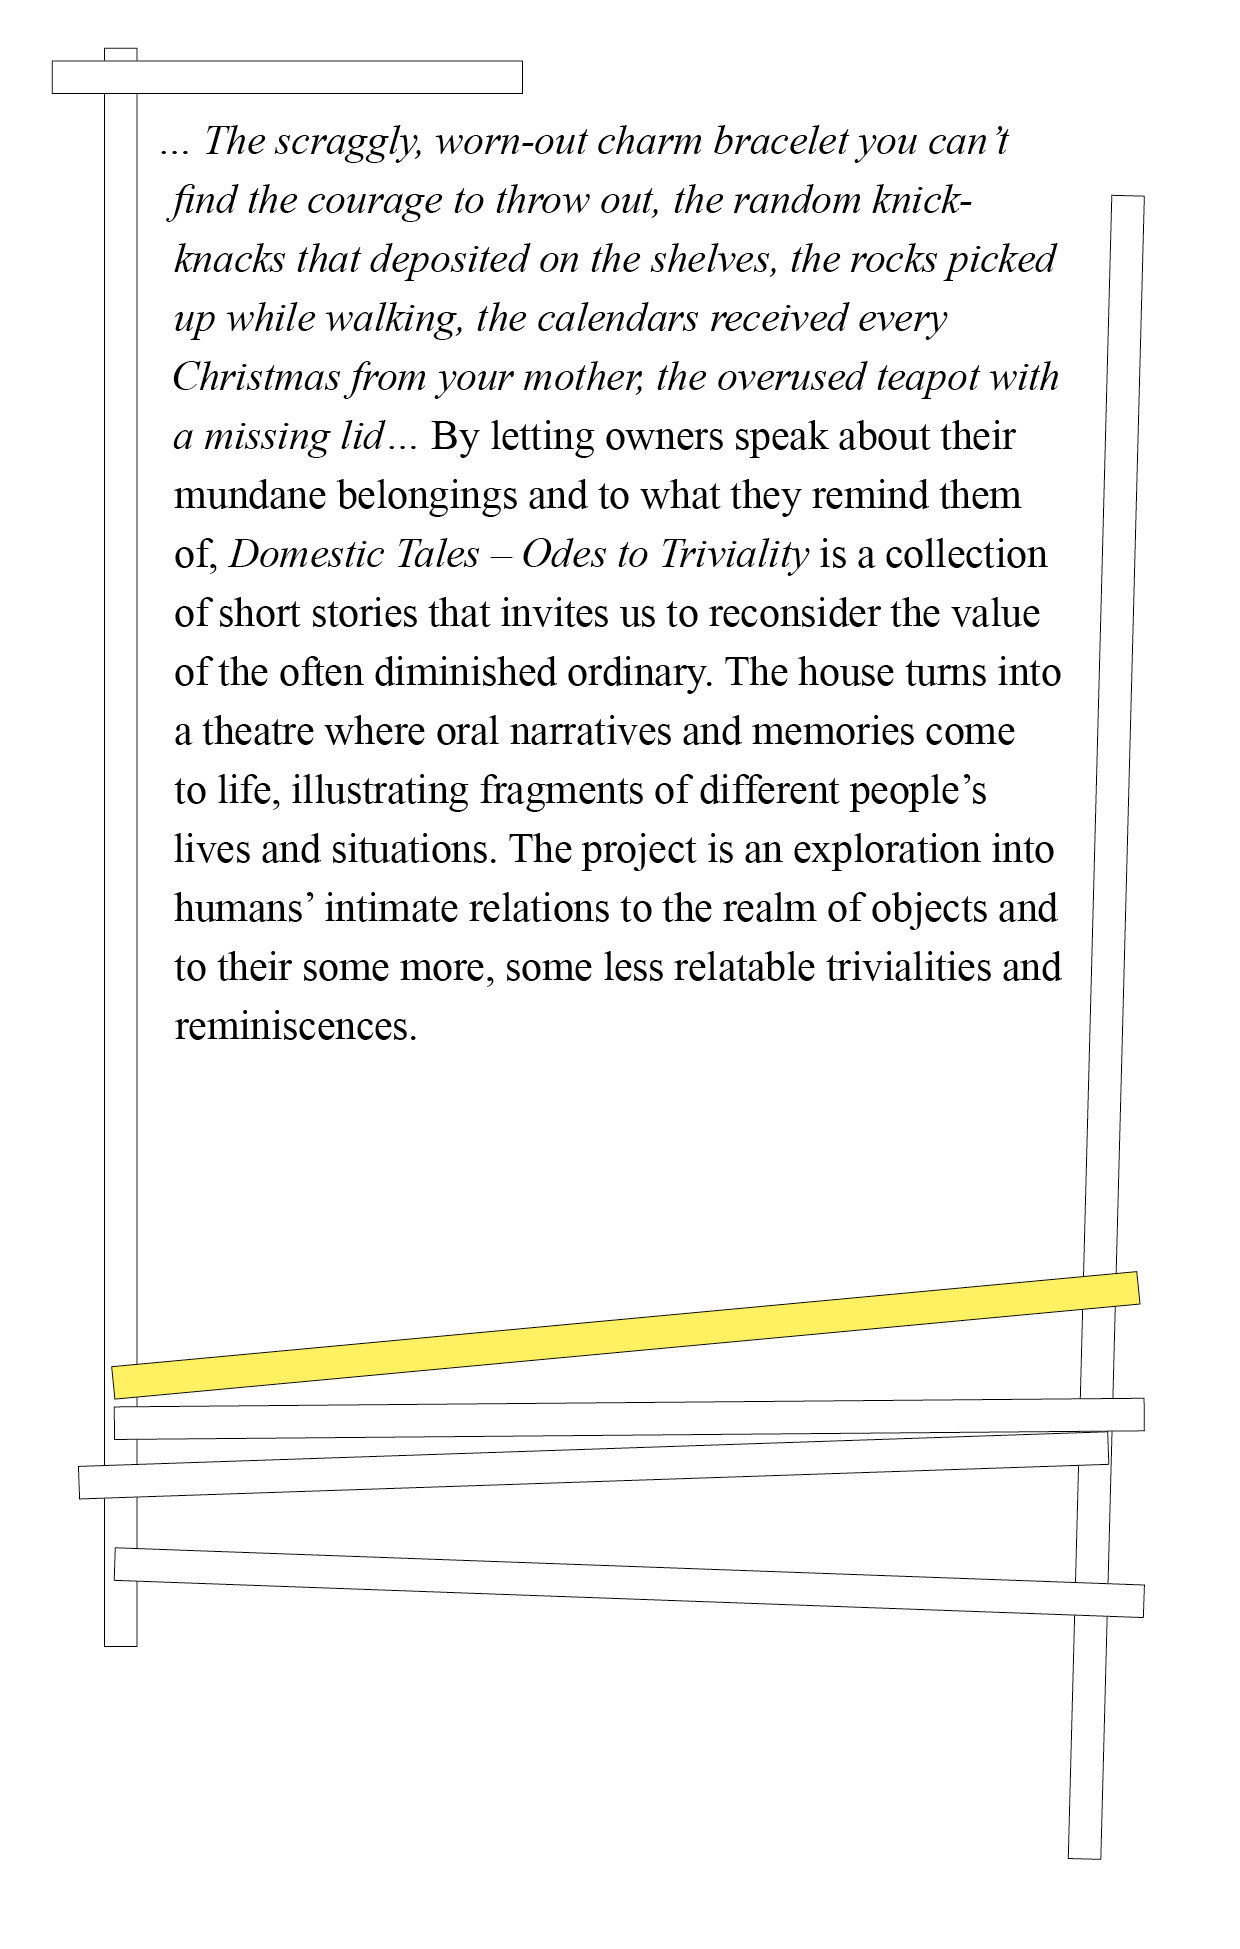 ... The scraggly, worn-out charm bracelet you can’t
find the courage to throw out, the random knick-
knacks that deposited on the shelves, the rocks picked
up while walking, the calendars received every
Christmas from your mother, the overused teapot with
a missing lid... By letting owners speak about their
mundane belongings and to what they remind them
of, Domestic Tales – Odes to Triviality is a collection
of short stories that invites us to reconsider the value
of the often diminished ordinary. The house turns into
a theatre where oral narratives and memories come
to life, illustrating fragments of different people’s
lives and situations. The project is an exploration into
humans’ intimate relations to the realm of objects and
to their some more, some less relatable trivialities and
reminiscences.